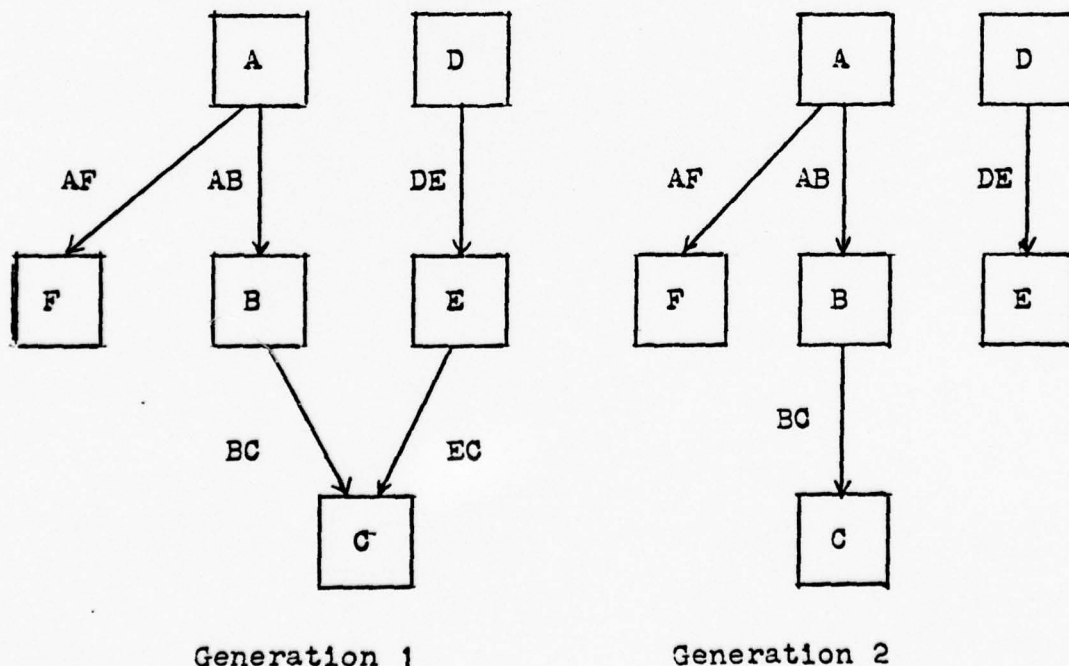 A D A D
AF AB DE AF AB DE
F B E F B E
BC EC BC
C C
Generation 1 Generation 2